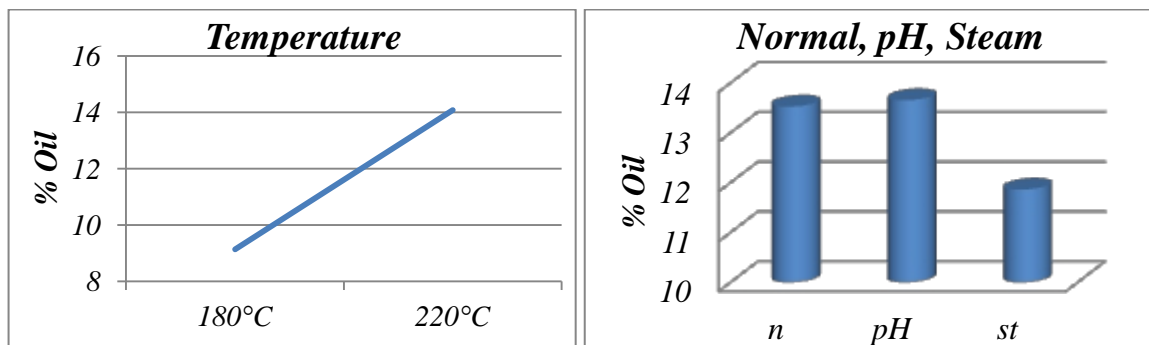 Temperature
% Oil
16
14
12
10
8
180°C 220°C
Normal, pH, Steam
% Oil
14
13
12
11
10
n pH st